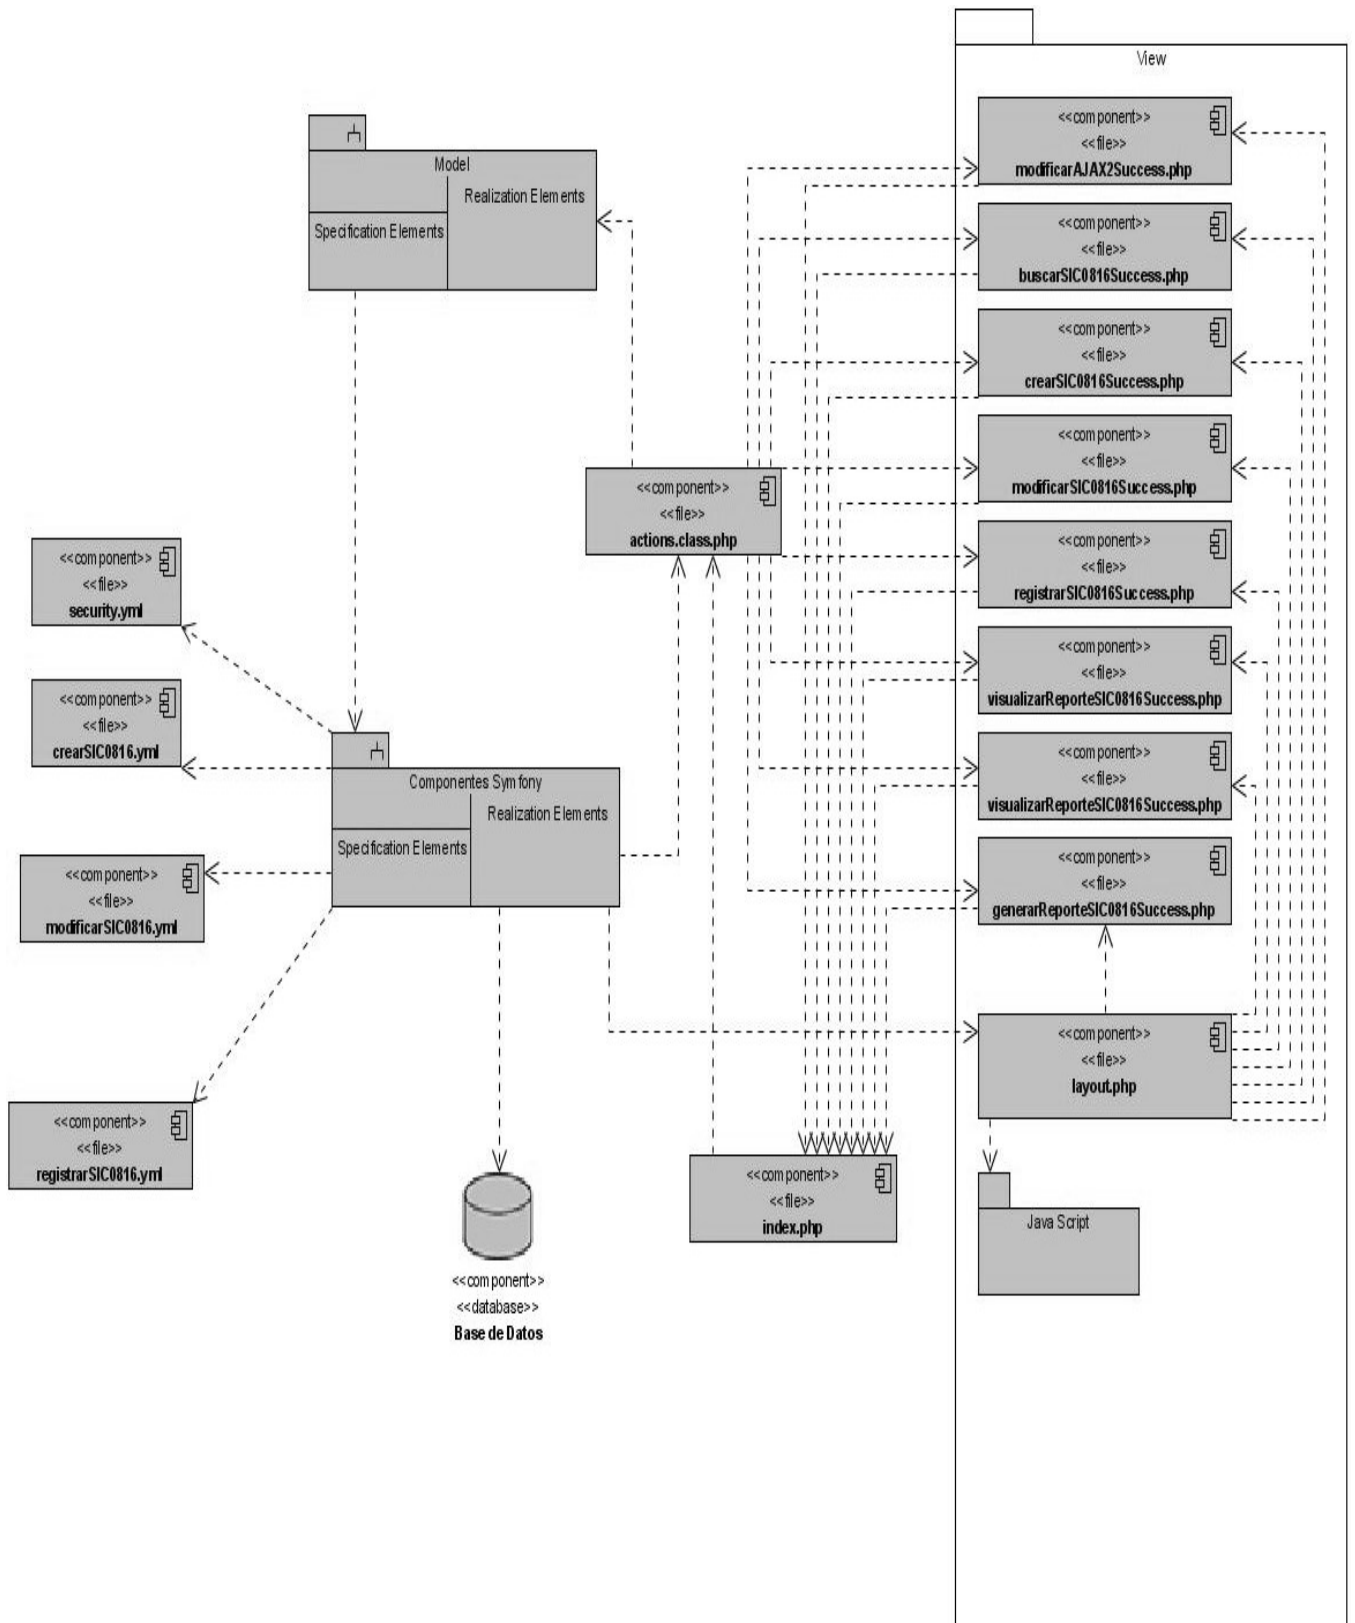 View
<<component>>
<<file>>
modificarAJAX2Success.php
<<component>>
<<file>>
buscarSIC0816Success.php
<<component>>
<<file>>
crearSIC0816Success.php
<<component>>
<<file>>
modificarSIC0816Success.php
<<component>>
<<file>>
registrarSIC0816Success.php
<<component>>
<<file>>
visualizarReporteSIC0816Success.php
<<component>>
<<file>>
visualizarReporteSIC0816Success.php
<<component>>
<<file>>
generarReporteSIC0816Success.php
<<component>>
<<file>>
layout.php
Java Script
Model
Realization Elements
Specification Elements
<<component>>
<<file>>
actions.class.php
<<component>>
<<file>>
security.yml
<<component>>
<<file>>
crearSIC0816.yml
<<component>>
<<file>>
modificarSIC0816.yml
<<component>>
<<file>>
registrarSIC0816.yml
Componentes Symfony
Realization Elements
Specification Elements
<<component>>
<<database>>
Base de Datos
<<component>>
<<file>>
index.php